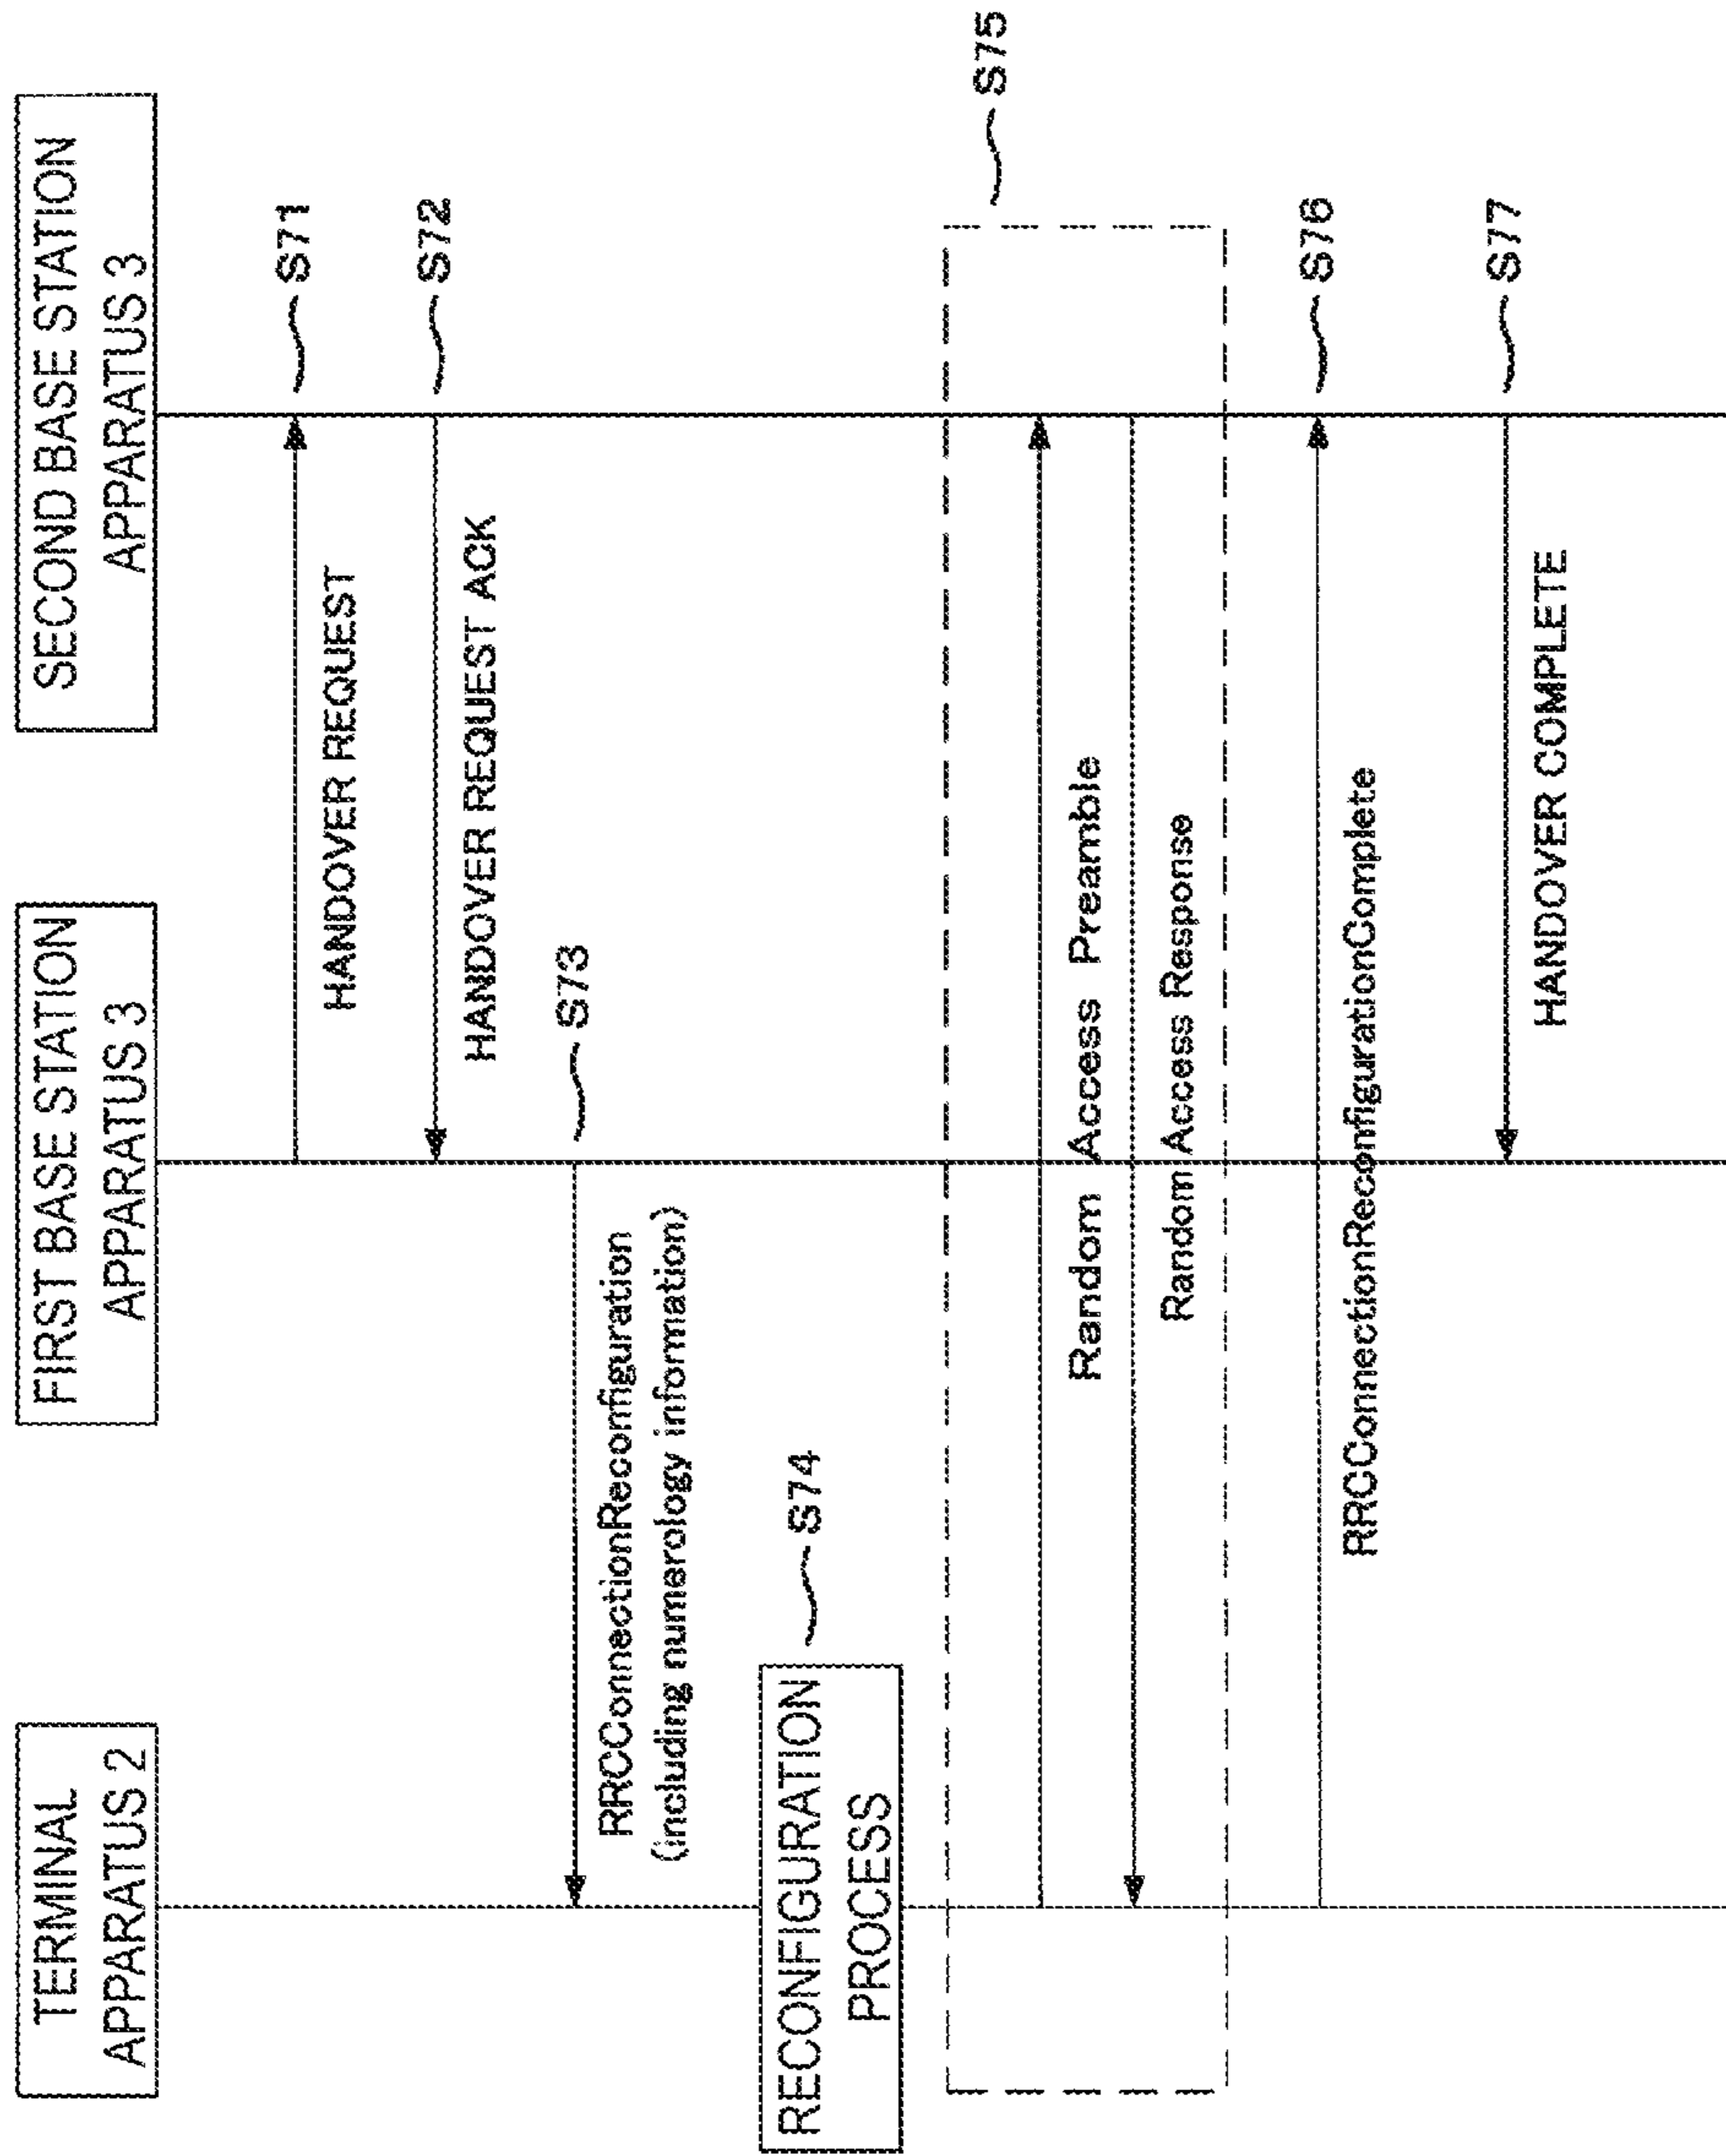 TERMINAL
APPARATUS 2
FIRST BASE STATION
APPARATUS 3
SECOND BASE STATION
APPARATUS 3
S71
HANDOVER REQUEST
S72
HANDOVER REQUEST ACK
S73
RRCConnectionReconfiguration
(including numerology information)
S74
RECONFIGURATION
PROCESS
S75
Random Access Preamble
Random Access Response
S76
RRCConnectionReconfigurationComplete
S77
HANDOVER COMPLETE